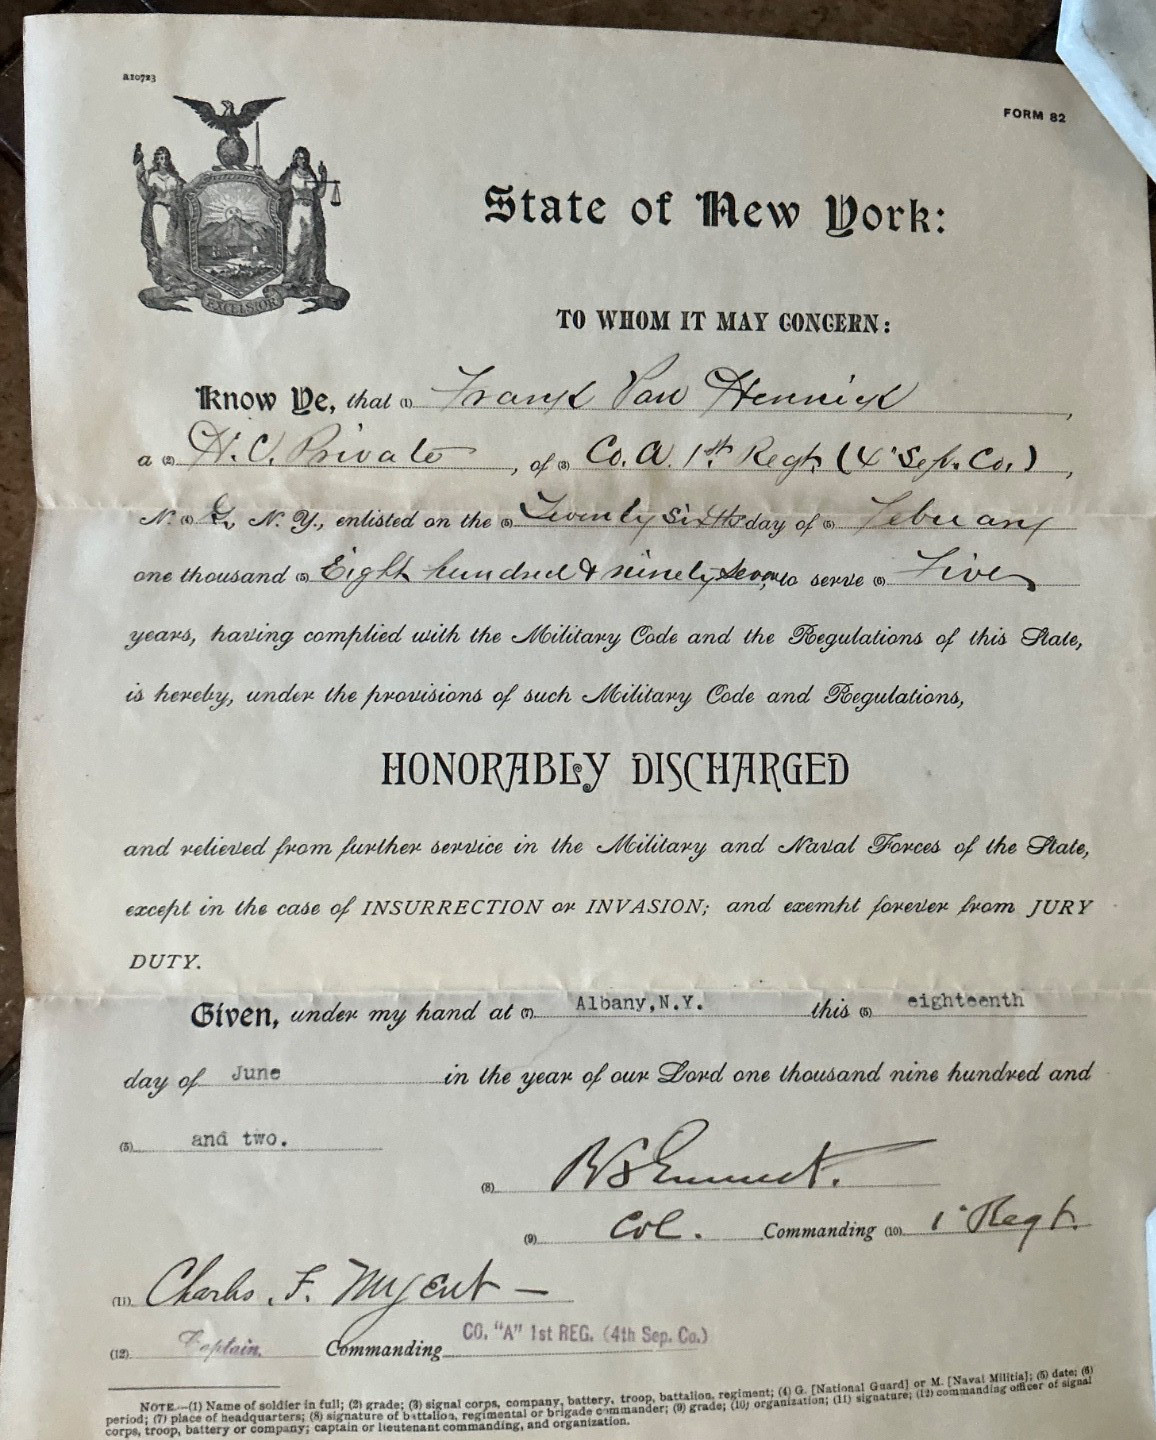 a10723
FORM 82
EXCELSIOR
State of New York:
TO WHOM IT MAY CONCERN:
Know Ye, that (1) Frank Van Hennick,
a (2) H.C. Private, of (3) Co. A. 1st. Regt (4" Sep. Co.),
N. (4) G. N. Y., enlisted on the (5) Twenty sixth day of (5) Febuary
one thousand (5) Eight hundred & ninety seven, to serve (6) Five
years, having complied with the Military Code and the Regulations of this State,
is hereby, under the provisions of such Military Code and Regulations,
HONORABLY DISCHARGED
and relieved from further service in the Military and Naval Forces of the State,
except in the case of INSURRECTION or INVASION; and exempt forever from JURY
DUTY.
Given, under my hand at (7) Albany, N.Y. this (5) eighteenth
day of June in the year of our Lord one thousand nine hundred and
(5) and two.
(8) Emmet.
(9) Col. Commanding (10) 1" Regt.
(11) Charles. F. Nugent —
(12) Captain. Commanding CO. "A" 1st REG. (4th Sep. Co.)
NOTE.—(1) Name of soldier in full; (2) grade; (3) signal corps, company, battery, troop, battalion, regiment; (4) G. [National Guard] or M. [Naval Militia]; (5) date; (6)
period; (7) place of headquarters; (8) signature of battalion, regimental or brigade commander; (9) grade; (10) organization; (11) signature; (12) commanding officer of signal
corps, troop, battery or company; captain or lieutenant commanding, and organization.